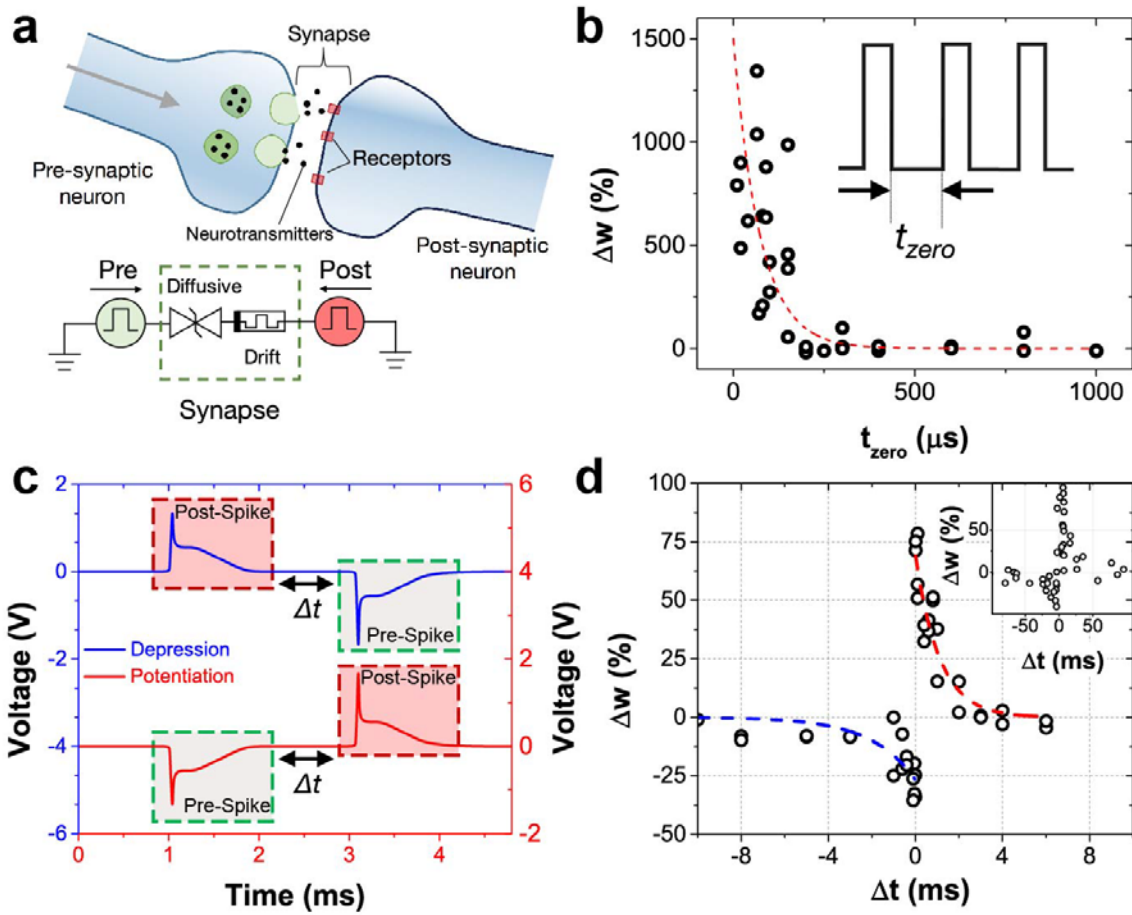 a
Synapse
Pre-synaptic
neuron
Receptors
Neurotransmitters
Post-synaptic
neuron
Pre
Post
Diffusive
Drift
Synapse
b
1500
1000
500
0
Δw (%)
t_zero
0
500
1000
t_zero (μs)
c
2
0
-2
-4
-6
Voltage (V)
Post-Spike
Δt
Pre-Spike
Depression
Potentiation
Post-Spike
Δt
Pre-Spike
6
4
2
0
-2
Voltage (V)
0
1
2
3
4
Time (ms)
d
100
75
50
25
0
-25
-50
Δw (%)
50
0
Δw (%)
-50
0
50
Δt (ms)
-8
-4
0
4
8
Δt (ms)